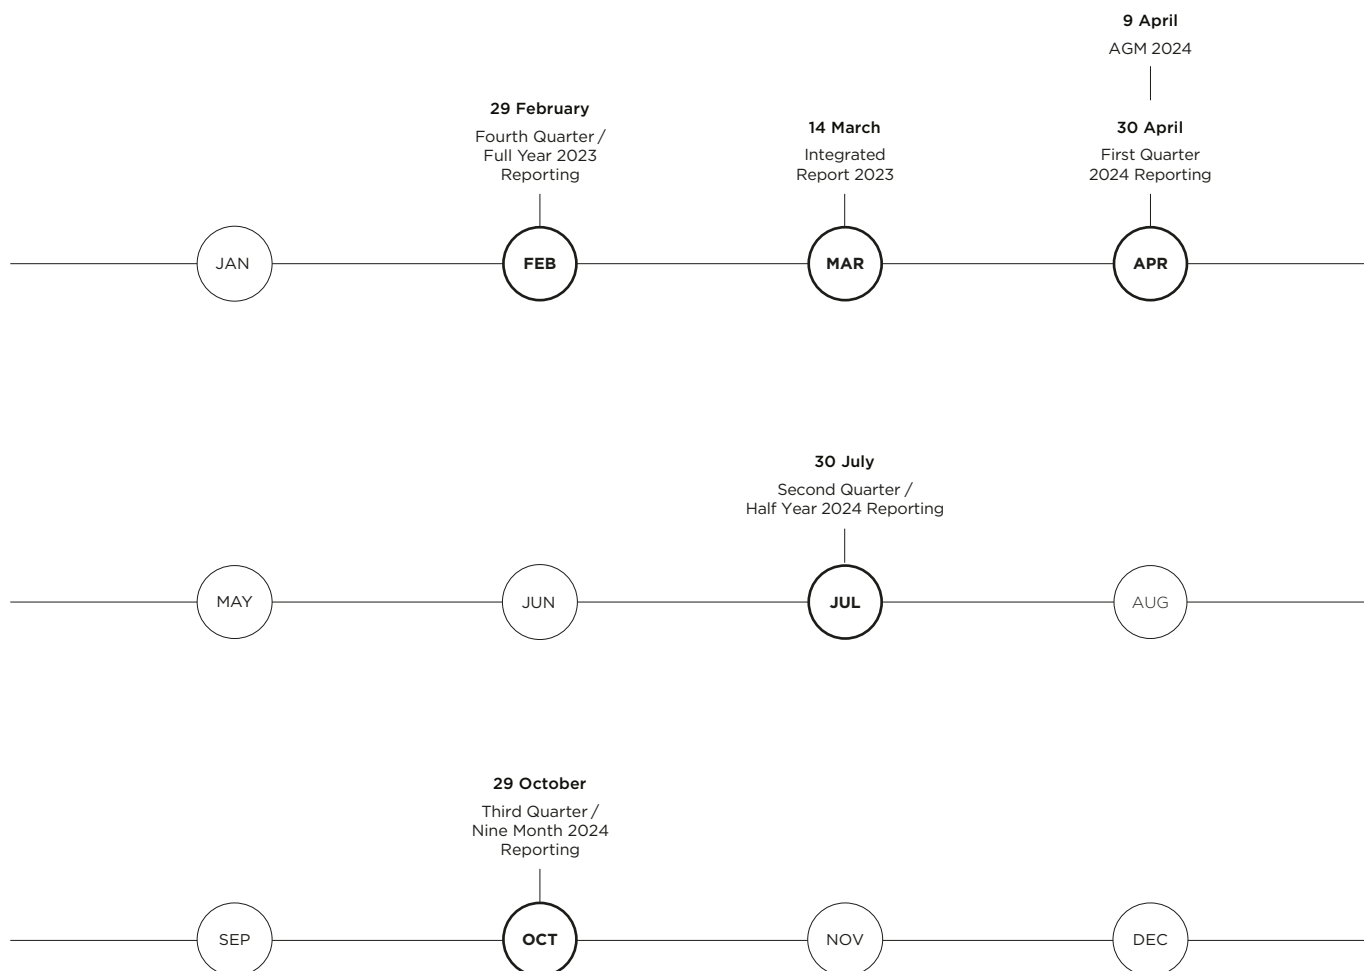 9 April
AGM 2024
29 February
Fourth Quarter /
Full Year 2023
Reporting
14 March
Integrated
Report 2023
30 April
First Quarter
2024 Reporting
JAN
FEB
MAR
APR
30 July
Second Quarter /
Half Year 2024 Reporting
MAY
JUN
JUL
AUG
29 October
Third Quarter /
Nine Month 2024
Reporting
SEP
OCT
NOV
DEC